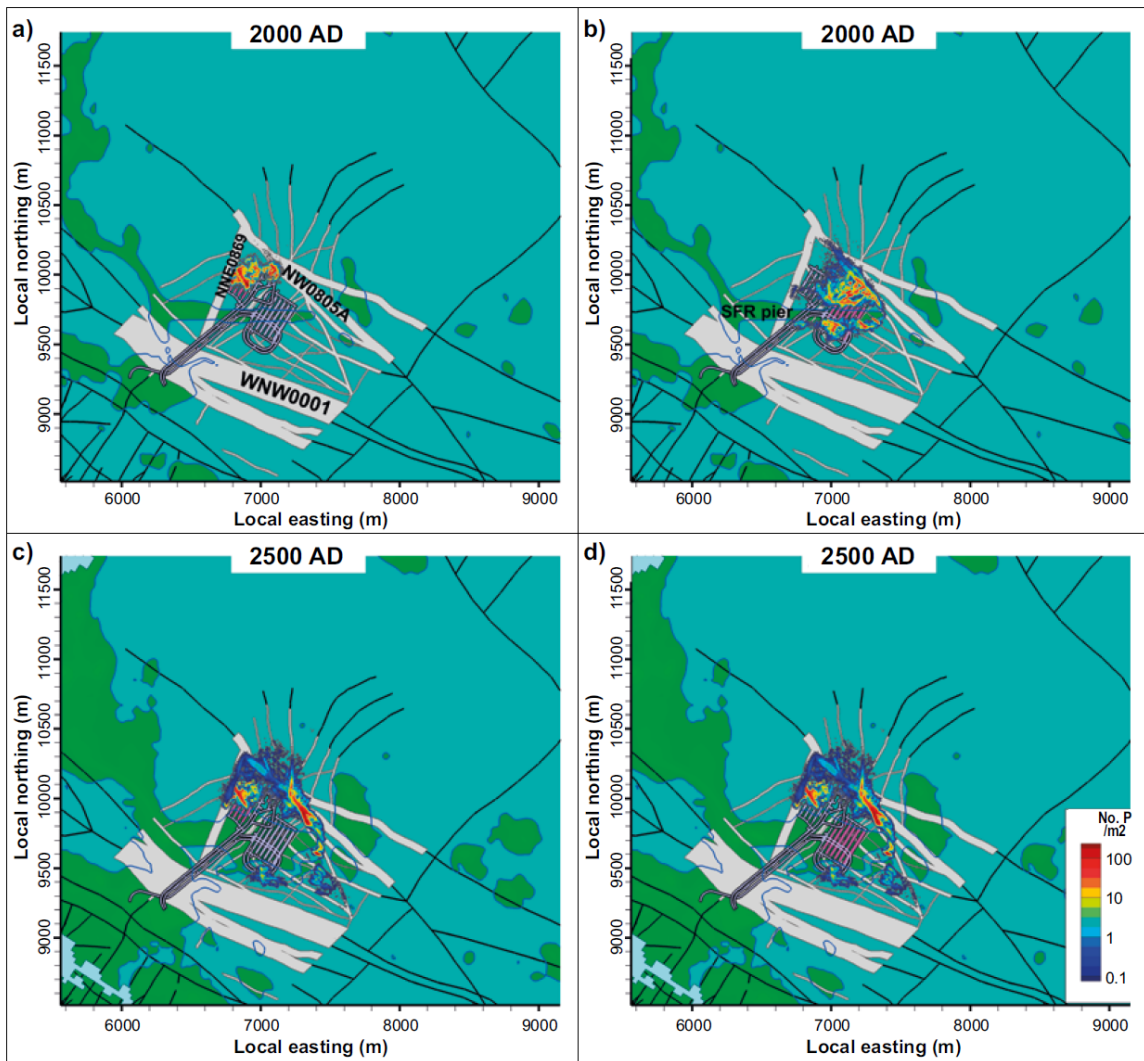 a)
2000 AD
11500
11000
10500
10000
9500
9000
Local northing (m)
NNE0869
NW0805A
WNW0001
6000 7000 8000 9000
Local easting (m)
b)
2000 AD
11500
11000
10500
10000
9500
9000
Local northing (m)
SFR pier
6000 7000 8000 9000
Local easting (m)
c)
2500 AD
11500
11000
10500
10000
9500
9000
Local northing (m)
6000 7000 8000 9000
Local easting (m)
d)
2500 AD
11500
11000
10500
10000
9500
9000
Local northing (m)
No. P
/m2
100
10
1
0.1
6000 7000 8000 9000
Local easting (m)